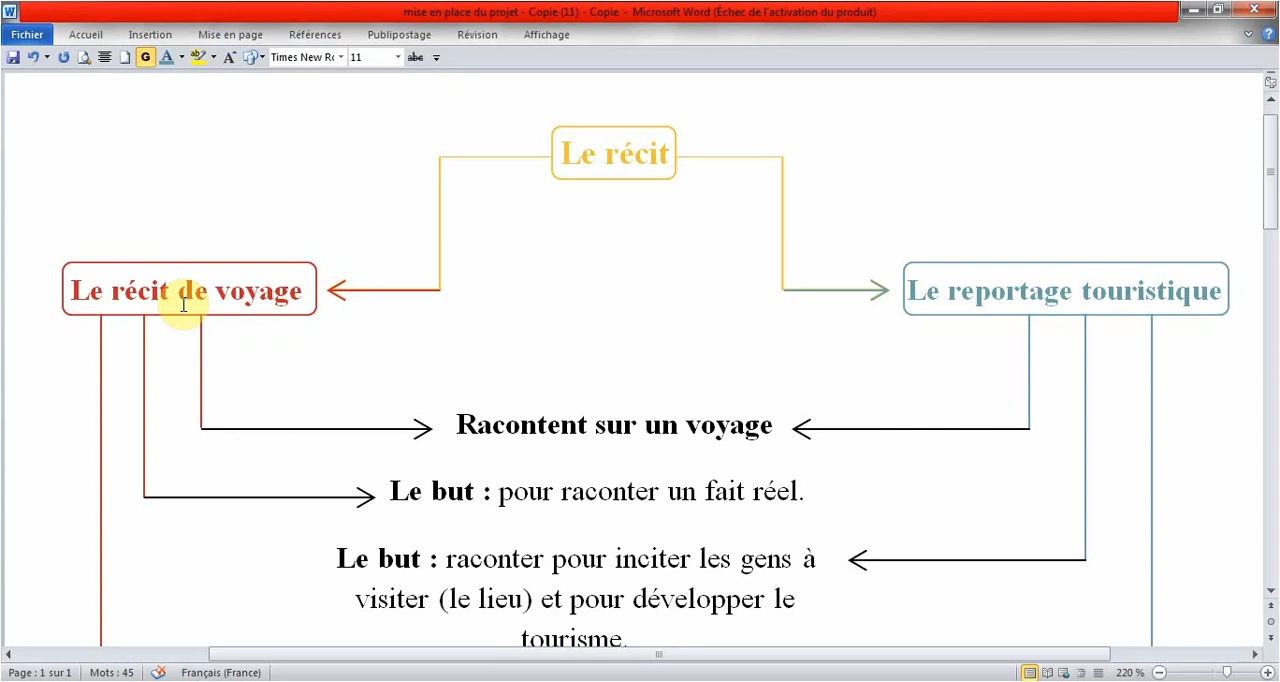 mise en place du projet - Copie (11) - Copie - Microsoft Word (Échec de l'activation du produit)
Fichier Accueil Insertion Mise en page Références Publipostage Révision Affichage
G A ab A Times New Ro 11 abc
Le récit
Le récit de voyage
Le reportage touristique
Racontent sur un voyage
Le but : pour raconter un fait réel.
Le but : raconter pour inciter les gens à
visiter (le lieu) et pour développer le
tourisme.
Page : 1 sur 1 Mots : 45 Français (France) 220 %